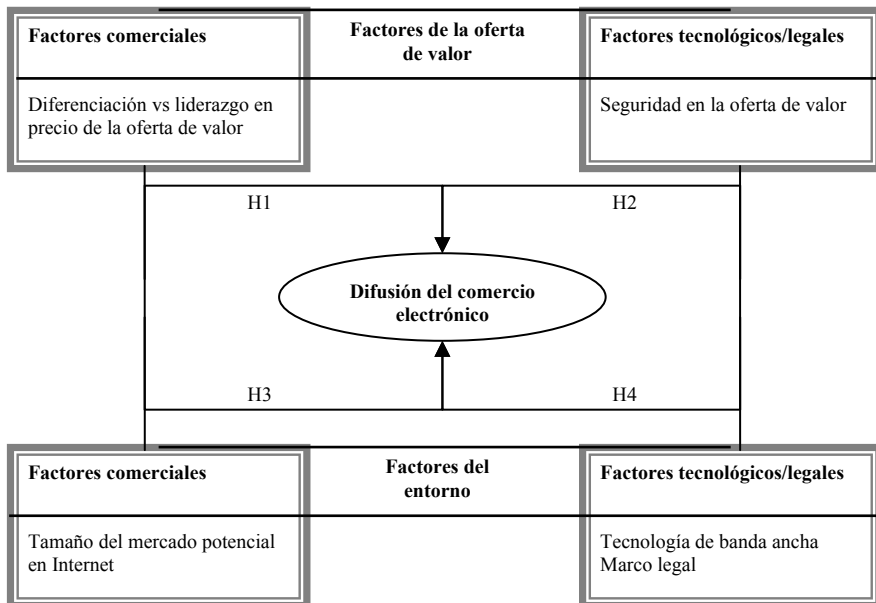 Factores comerciales
Diferenciación vs liderazgo en
precio de la oferta de valor
Factores de la oferta
de valor
Factores tecnológicos/legales
Seguridad en la oferta de valor
H1
H2
Difusión del comercio
electrónico
H3
H4
Factores comerciales
Tamaño del mercado potencial
en Internet
Factores del
entorno
Factores tecnológicos/legales
Tecnología de banda ancha
Marco legal